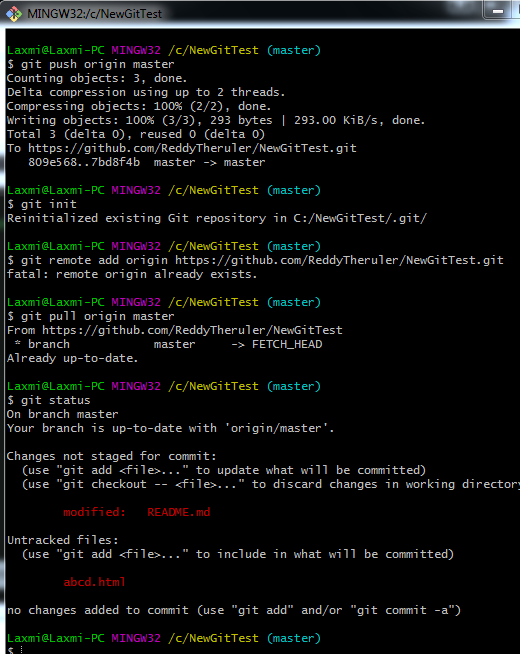 MINGW32:/c/NewGitTest
Laxmi@Laxmi-PC MINGW32 /c/NewGitTest (master)
$ git push origin master
Counting objects: 3, done.
Delta compression using up to 2 threads.
Compressing objects: 100% (2/2), done.
Writing objects: 100% (3/3), 293 bytes | 293.00 KiB/s, done.
Total 3 (delta 0), reused 0 (delta 0)
To https://github.com/ReddyTheruler/NewGitTest.git
   809e568..7bd8f4b  master -> master
Laxmi@Laxmi-PC MINGW32 /c/NewGitTest (master)
$ git init
Reinitialized existing Git repository in C:/NewGitTest/.git/
Laxmi@Laxmi-PC MINGW32 /c/NewGitTest (master)
$ git remote add origin https://github.com/ReddyTheruler/NewGitTest.git
fatal: remote origin already exists.
Laxmi@Laxmi-PC MINGW32 /c/NewGitTest (master)
$ git pull origin master
From https://github.com/ReddyTheruler/NewGitTest
 * branch            master     -> FETCH_HEAD
Already up-to-date.
Laxmi@Laxmi-PC MINGW32 /c/NewGitTest (master)
$ git status
On branch master
Your branch is up-to-date with 'origin/master'.
Changes not staged for commit:
  (use "git add <file>..." to update what will be committed)
  (use "git checkout -- <file>..." to discard changes in working directory
        modified:   README.md
Untracked files:
  (use "git add <file>..." to include in what will be committed)
        abcd.html
no changes added to commit (use "git add" and/or "git commit -a")
Laxmi@Laxmi-PC MINGW32 /c/NewGitTest (master)
$